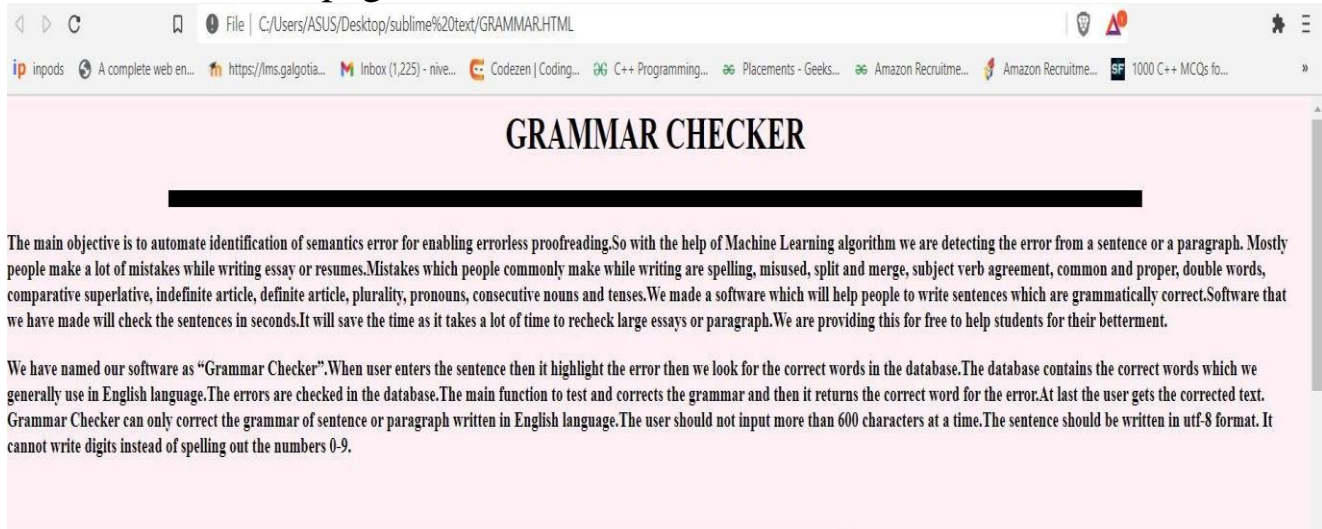 File | C:/Users/ASUS/Desktop/sublime%20text/GRAMMAR.HTML
inpods A complete web en... https://lms.galgotia... Inbox (1,225) - nive... Codezen | Coding... C++ Programming... Placements - Geeks... Amazon Recruitme... Amazon Recruitme... SF 1000 C++ MCQs fo... »
GRAMMAR CHECKER
The main objective is to automate identification of semantics error for enabling errorless proofreading.So with the help of Machine Learning algorithm we are detecting the error from a sentence or a paragraph. Mostly
people make a lot of mistakes while writing essay or resumes.Mistakes which people commonly make while writing are spelling, misused, split and merge, subject verb agreement, common and proper, double words,
comparative superlative, indefinite article, definite article, plurality, pronouns, consecutive nouns and tenses.We made a software which will help people to write sentences which are grammatically correct.Software that
we have made will check the sentences in seconds.It will save the time as it takes a lot of time to recheck large essays or paragraph.We are providing this for free to help students for their betterment.
We have named our software as “Grammar Checker”.When user enters the sentence then it highlight the error then we look for the correct words in the database.The database contains the correct words which we
generally use in English language.The errors are checked in the database.The main function to test and corrects the grammar and then it returns the correct word for the error.At last the user gets the corrected text.
Grammar Checker can only correct the grammar of sentence or paragraph written in English language.The user should not input more than 600 characters at a time.The sentence should be written in utf-8 format. It
cannot write digits instead of spelling out the numbers 0-9.